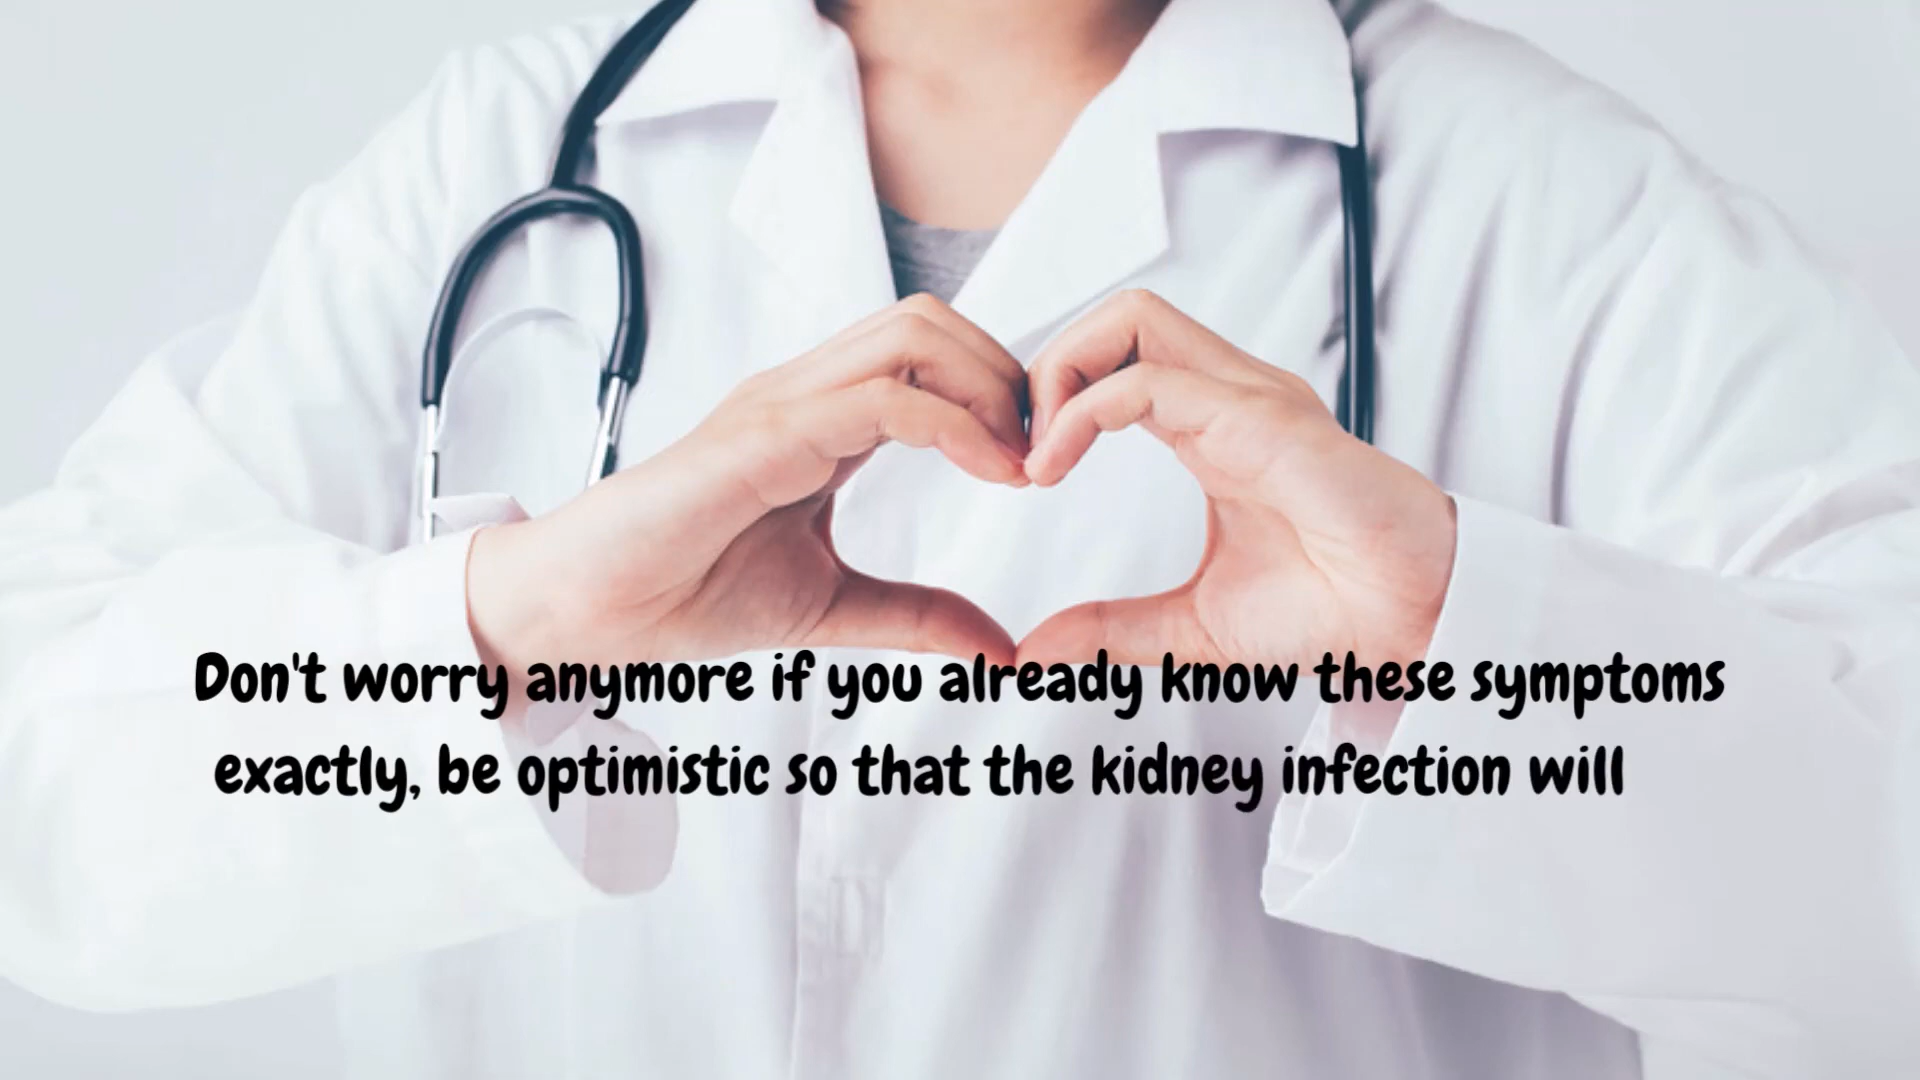 Don't worry anymore if you already know these symptoms
exactly, be optimistic so that the kidney infection will